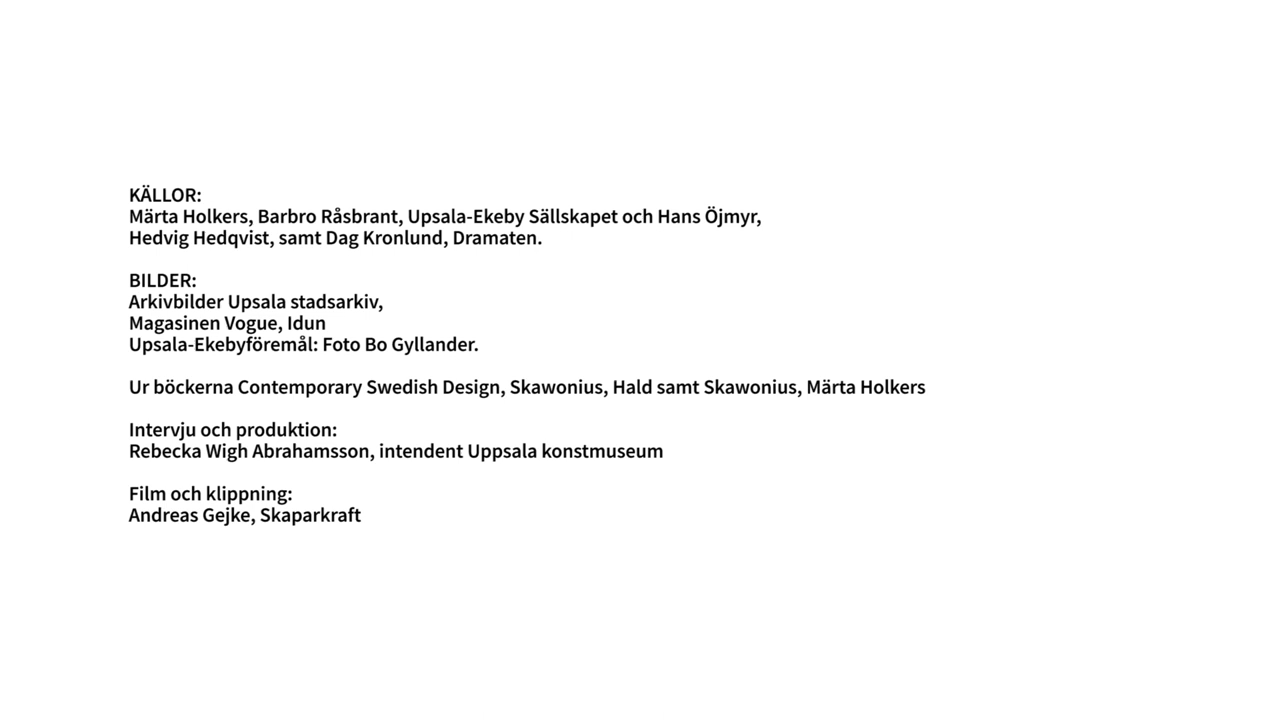 KÄLLOR:
Märta Holkers, Barbro Råsbrant, Upsala-Ekeby Sällskapet och Hans Öjmyr,
Hedvig Hedqvist, samt Dag Kronlund, Dramaten.
BILDER:
Arkivbilder Upsala stadsarkiv,
Magasinen Vogue, Idun
Upsala-Ekebyföremål: Foto Bo Gyllander.
Ur böckerna Contemporary Swedish Design, Skawonius, Hald samt Skawonius, Märta Holkers
Intervju och produktion:
Rebecka Wigh Abrahamsson, intendent Uppsala konstmuseum
Film och klippning:
Andreas Gejke, Skaparkraft